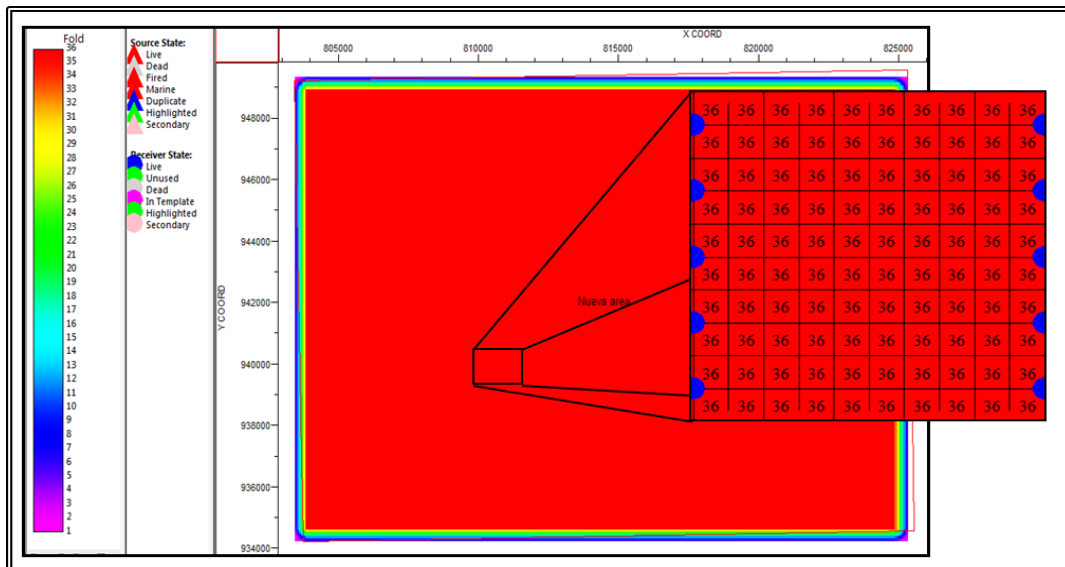 Fold
36
35
34
33
32
31
30
29
28
27
26
25
24
23
22
21
20
19
18
17
16
15
14
13
12
11
10
9
8
7
6
5
4
3
2
1
Source State:
Live
Dead
Fired
Marine
Duplicate
Highlighted
Secondary
Receiver State:
Live
Unused
Dead
In Template
Highlighted
Secondary
X COORD
805000 810000 815000 820000 825000
Y COORD
948000
946000
944000
942000
940000
938000
936000
934000
Nueva area
36 36 36 36 36 36 36 36 36 36
36 36 36 36 36 36 36 36 36 36
36 36 36 36 36 36 36 36 36 36
36 36 36 36 36 36 36 36 36 36
36 36 36 36 36 36 36 36 36 36
36 36 36 36 36 36 36 36 36 36
36 36 36 36 36 36 36 36 36 36
36 36 36 36 36 36 36 36 36 36
36 36 36 36 36 36 36 36 36 36
36 36 36 36 36 36 36 36 36 36